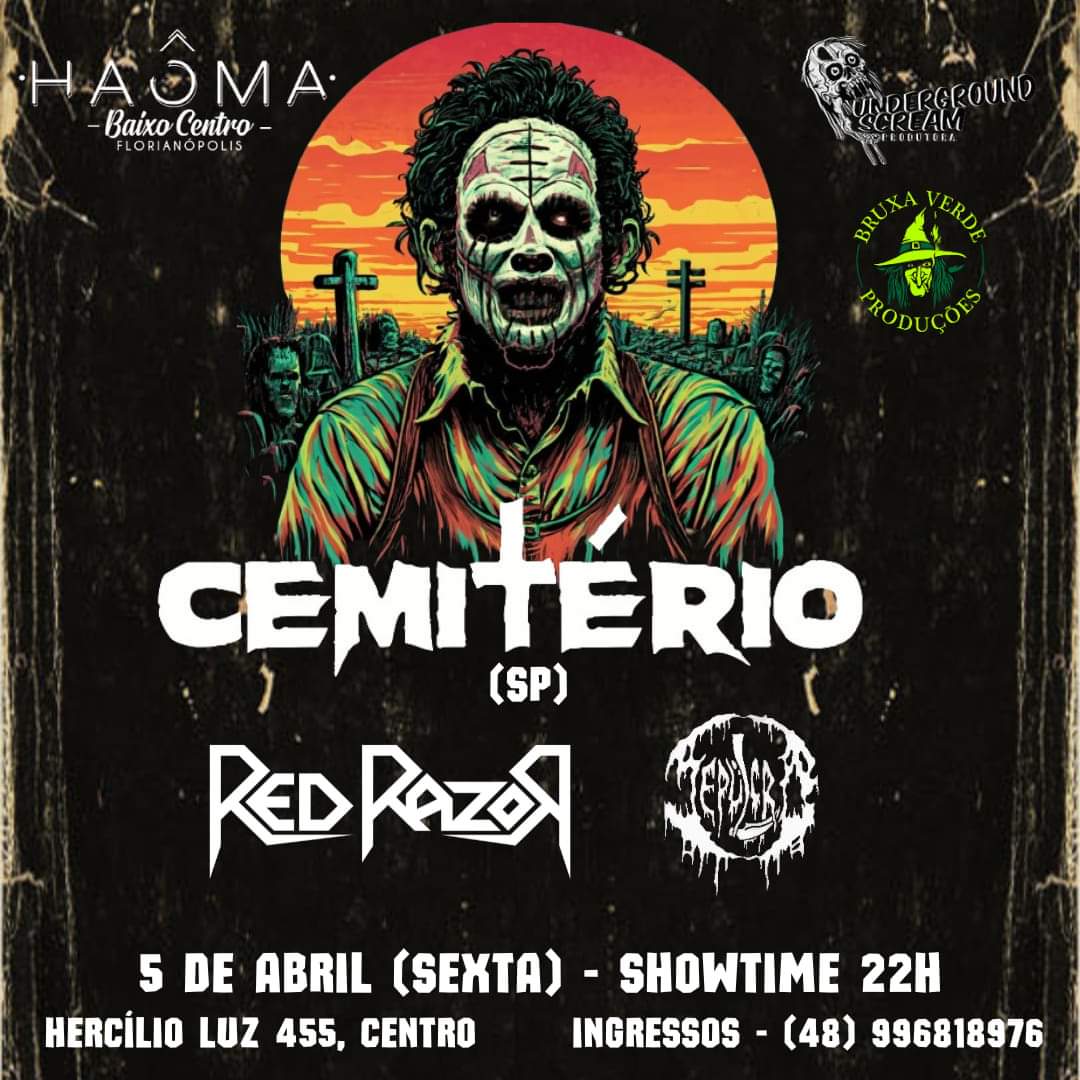 HAÔMA
- Baixo Centro -
FLORIANÓPOLIS
UNDERGROUND
SCREAM
PRODUTORA
BRUXA VERDE
PRODUÇÕES
CEMITÉRIO
(SP)
RED RAZOR
5 DE ABRIL (SEXTA) - SHOWTIME 22H
HERCÍLIO LUZ 455, CENTRO
INGRESSOS - (48) 996818976